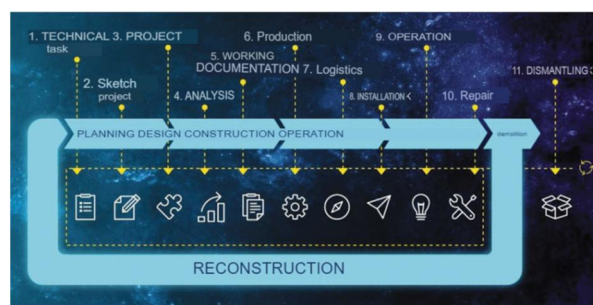 1. TECHNICAL
task
2. Sketch
project
3. PROJECT
4. ANALYSIS
5. WORKING
DOCUMENTATION
6. Production
7. Logistics
8. INSTALLATION <
9. OPERATION
10. Repair
11. DISMANTLING
PLANNING DESIGN CONSTRUCTION OPERATION
demolition
RECONSTRUCTION